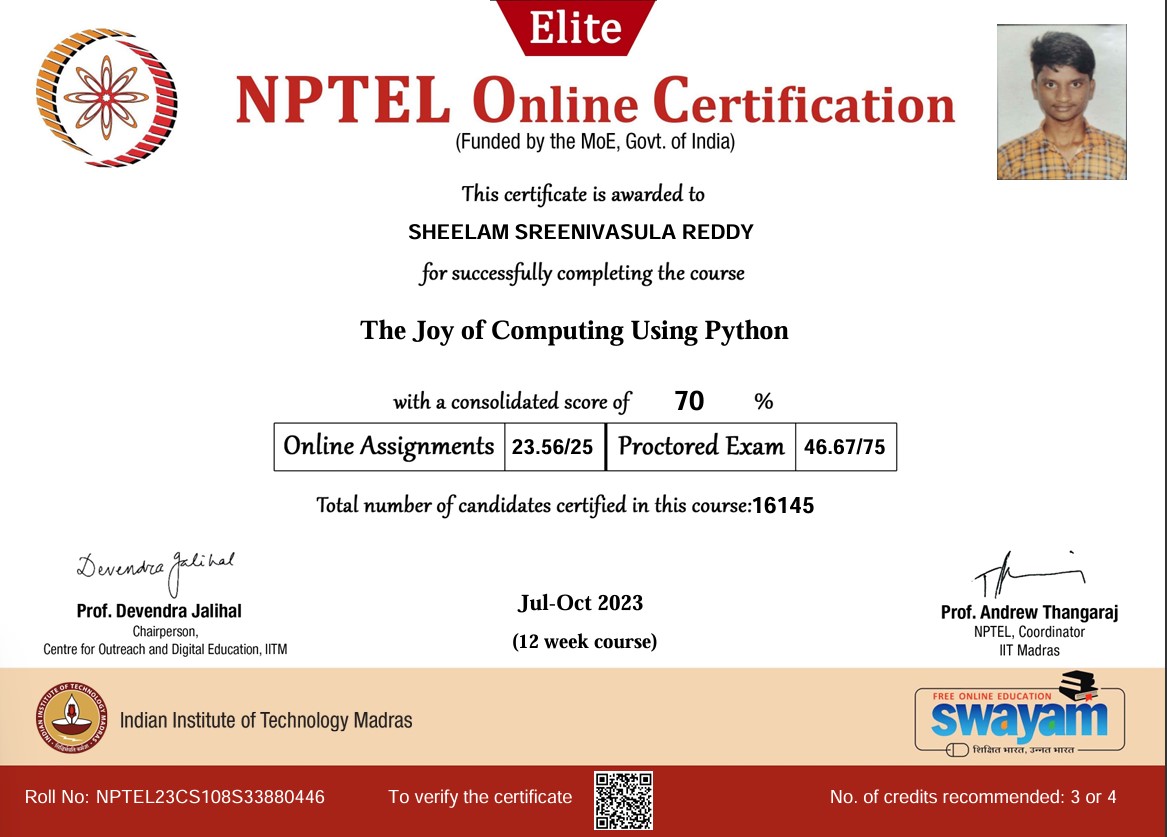 Elite
NPTEL Online Certification
(Funded by the MoE, Govt. of India)
This certificate is awarded to
SHEELAM SREENIVASULA REDDY
for successfully completing the course
The Joy of Computing Using Python
with a consolidated score of 70 %
Online Assignments 23.56/25 Proctored Exam 46.67/75
Total number of candidates certified in this course:16145
Devendra Jalihal
Prof. Devendra Jalihal
Chairperson,
Centre for Outreach and Digital Education, IITM
Jul-Oct 2023
(12 week course)
Prof. Andrew Thangaraj
NPTEL, Coordinator
IIT Madras
INDIAN INSTITUTE OF TECHNOLOGY MADRAS
Indian Institute of Technology Madras
FREE ONLINE EDUCATION
swayam
शिक्षित भारत, उन्नत भारत
Roll No: NPTEL23CS108S33880446
To verify the certificate
No. of credits recommended: 3 or 4